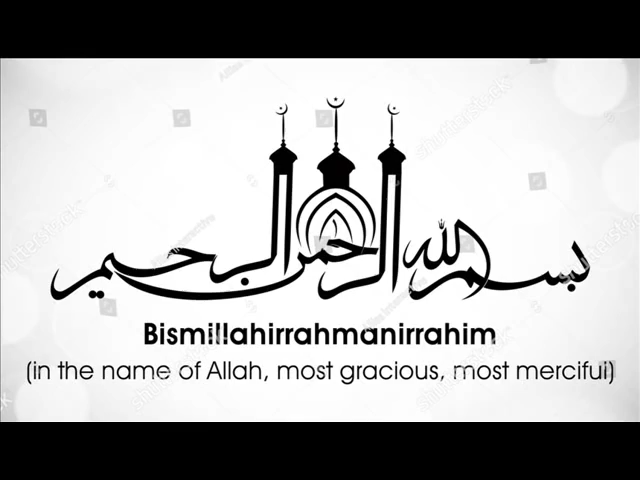 بسم الله الرحمن الرحيم
Bismillahirrahmanirrahim
(in the name of Allah, most gracious, most merciful)